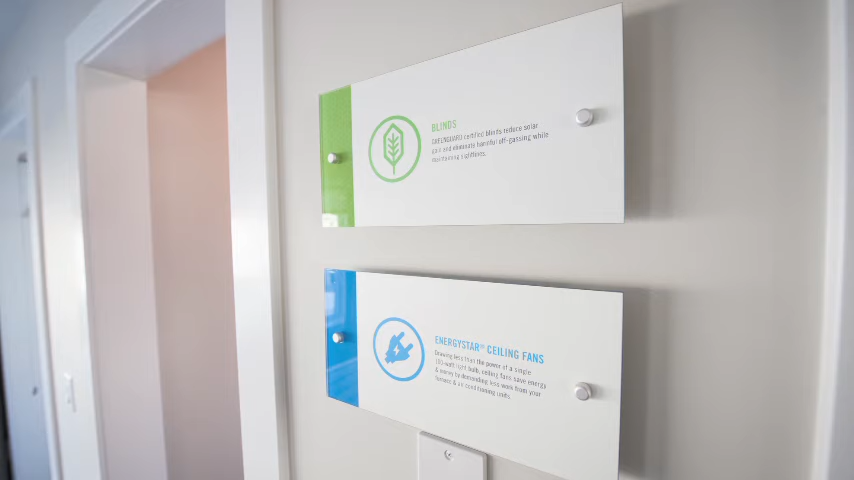 BLINDS
GREENGUARD certified blinds reduce solar
gain and eliminate harmful off-gassing while
maintaining sightlines.
ENERGYSTAR® CEILING FANS
Drawing less than the power of a single
100-watt light bulb, ceiling fans save energy
& money by demanding less work from your
furnace & air conditioning units.